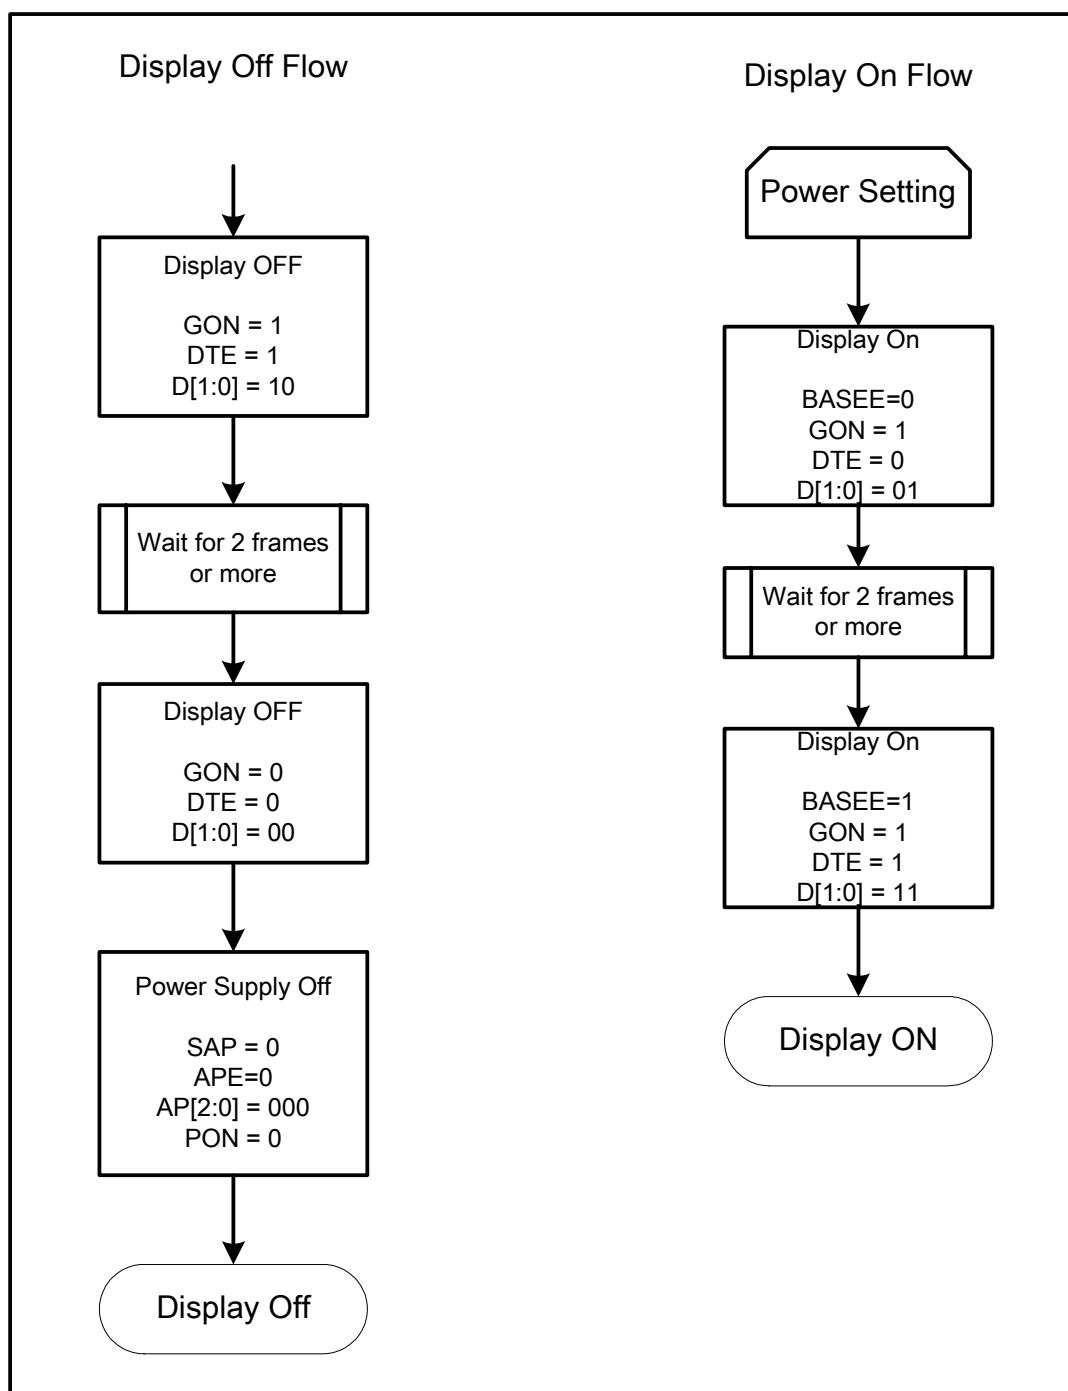 Display Off Flow
Display OFF
GON = 1
DTE = 1
D[1:0] = 10
Wait for 2 frames
or more
Display OFF
GON = 0
DTE = 0
D[1:0] = 00
Power Supply Off
SAP = 0
APE=0
AP[2:0] = 000
PON = 0
Display Off
Display On Flow
Power Setting
Display On
BASEE=0
GON = 1
DTE = 0
D[1:0] = 01
Wait for 2 frames
or more
Display On
BASEE=1
GON = 1
DTE = 1
D[1:0] = 11
Display ON